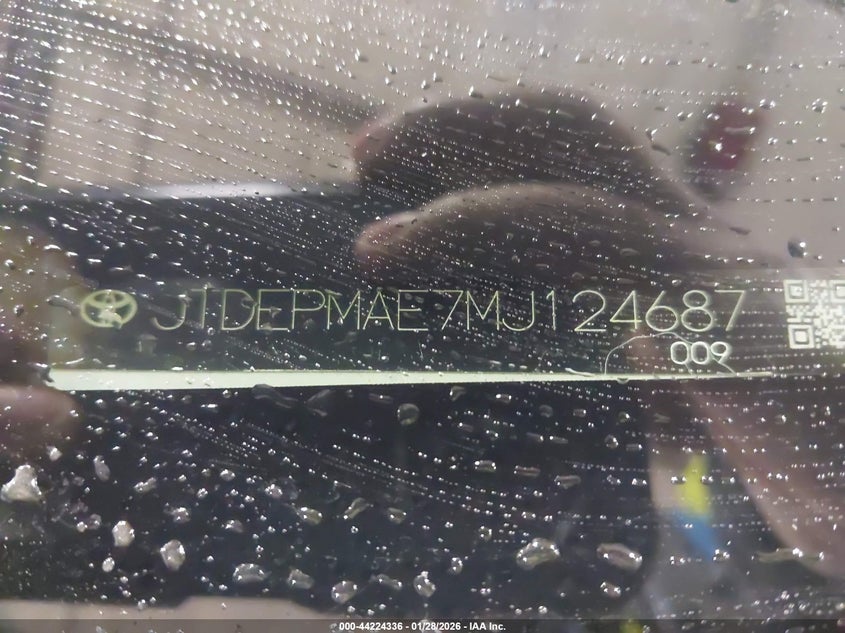 JTDEPMAE7MJ124687
009
000-44224336 - 01/28/2026 - IAA Inc.